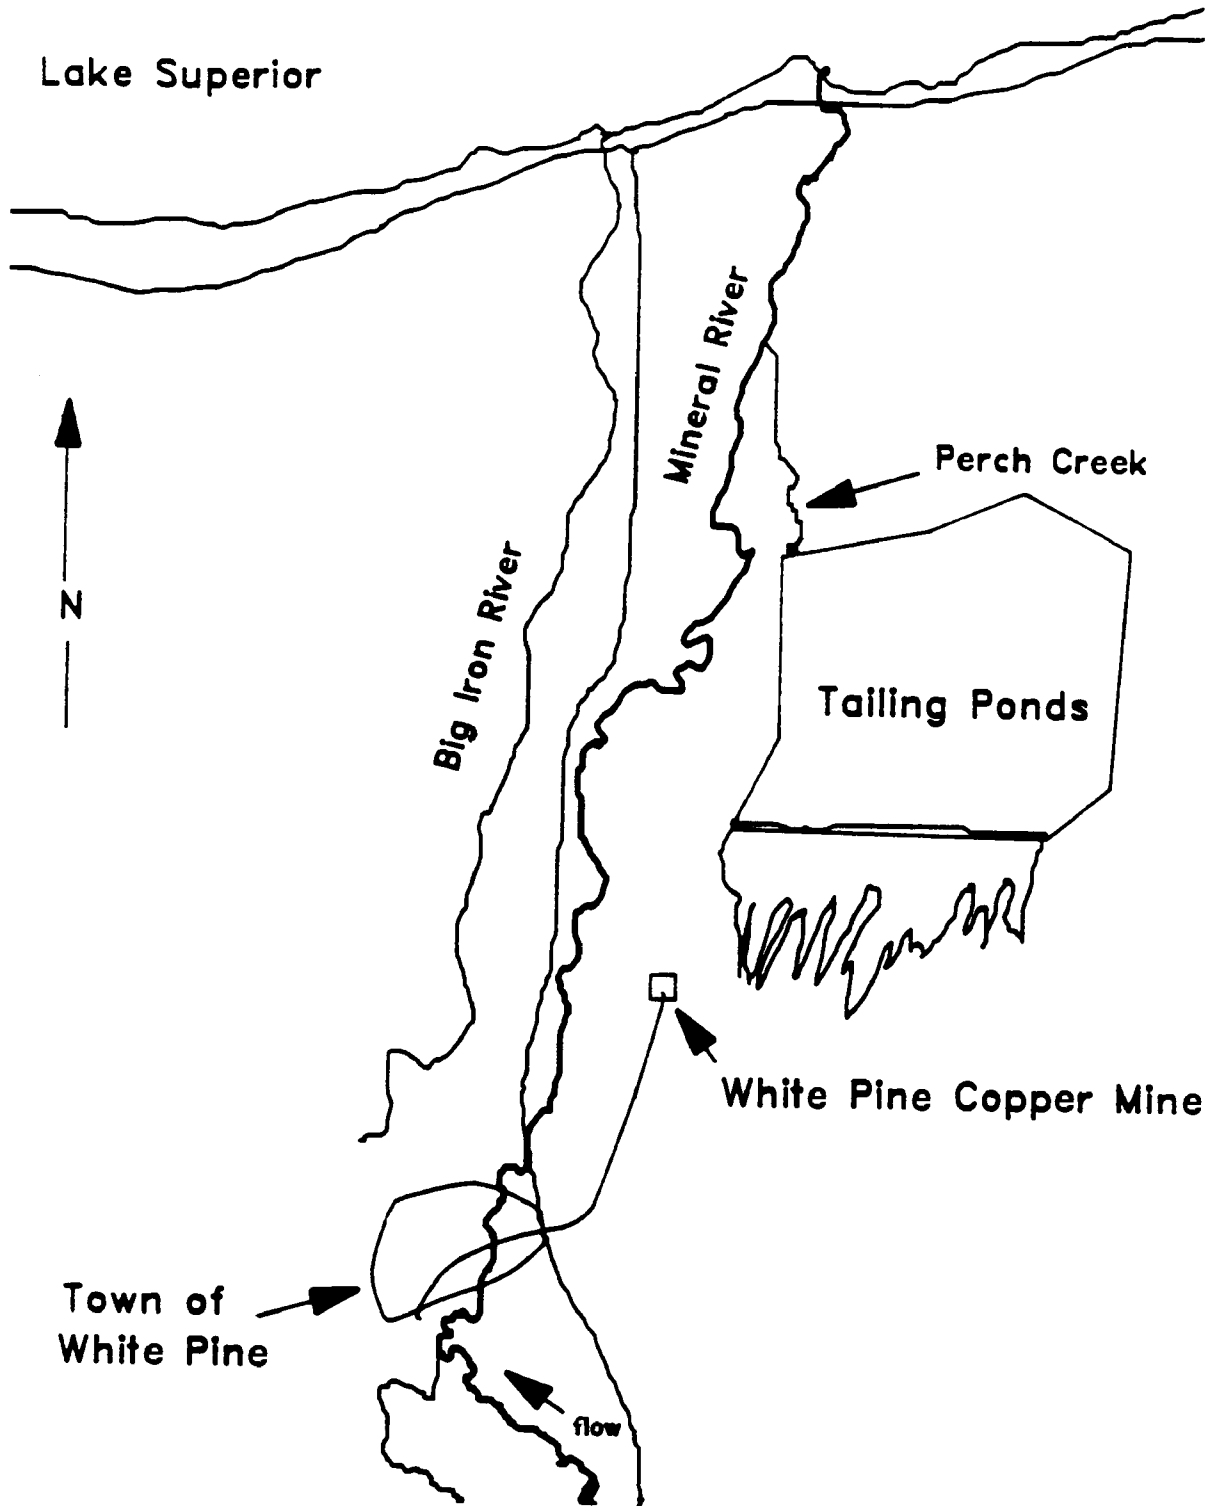 Lake Superior
Mineral River
Perch Creek
N
Big Iron River
Tailing Ponds
White Pine Copper Mine
Town of
White Pine
flow